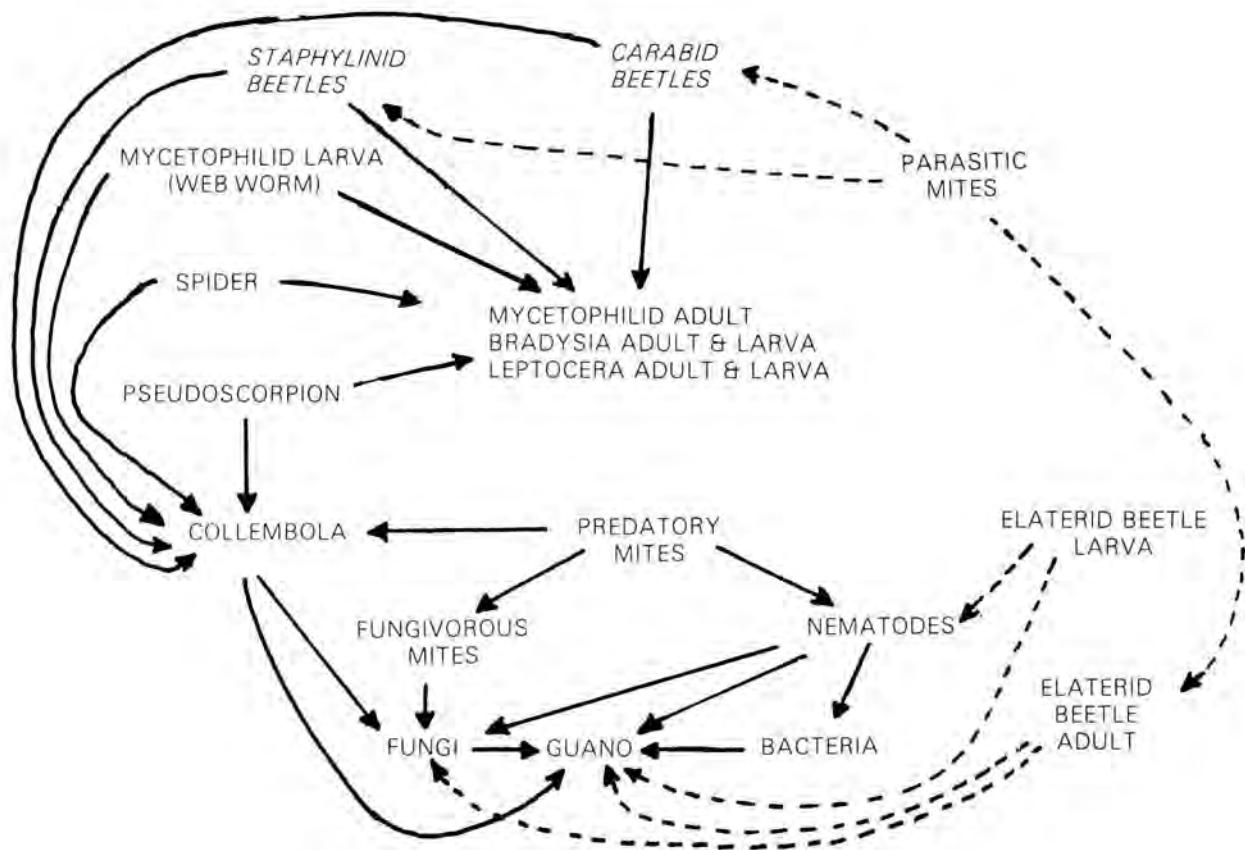 STAPHYLINID
BEETLES
CARABID
BEETLES
MYCETOPHILID LARVA
(WEB WORM)
PARASITIC
MITES
SPIDER
MYCETOPHILID ADULT
BRADYSIA ADULT & LARVA
LEPTOCERA ADULT & LARVA
PSEUDOSCORPION
COLLEMBOLA
PREDATORY
MITES
ELATERID BEETLE
LARVA
FUNGIVOROUS
MITES
NEMATODES
ELATERID
BEETLE
ADULT
FUNGI
GUANO
BACTERIA